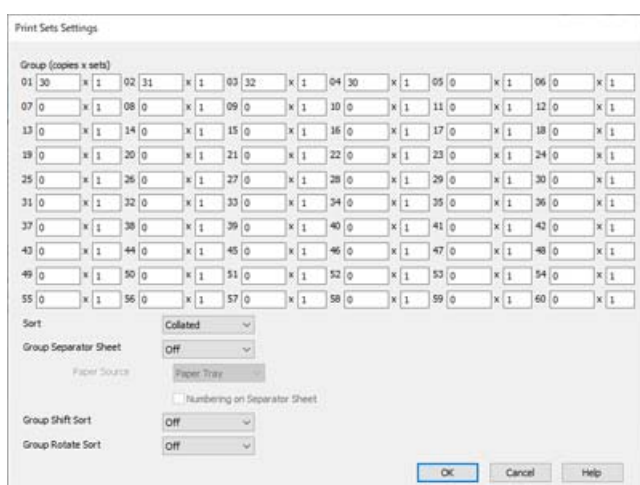 Print Sets Settings
Group (copies x sets)
01 30 x 1 02 31 x 1 03 32 x 1 04 30 x 1 05 0 x 1 06 0 x 1
07 0 x 1 08 0 x 1 09 0 x 1 10 0 x 1 11 0 x 1 12 0 x 1
13 0 x 1 14 0 x 1 15 0 x 1 16 0 x 1 17 0 x 1 18 0 x 1
19 0 x 1 20 0 x 1 21 0 x 1 22 0 x 1 23 0 x 1 24 0 x 1
25 0 x 1 26 0 x 1 27 0 x 1 28 0 x 1 29 0 x 1 30 0 x 1
31 0 x 1 32 0 x 1 33 0 x 1 34 0 x 1 35 0 x 1 36 0 x 1
37 0 x 1 38 0 x 1 39 0 x 1 40 0 x 1 41 0 x 1 42 0 x 1
43 0 x 1 44 0 x 1 45 0 x 1 46 0 x 1 47 0 x 1 48 0 x 1
49 0 x 1 50 0 x 1 51 0 x 1 52 0 x 1 53 0 x 1 54 0 x 1
55 0 x 1 56 0 x 1 57 0 x 1 58 0 x 1 59 0 x 1 60 0 x 1
Sort Collated
Group Separator Sheet Off
Paper Source Paper Tray
Numbering on Separator Sheet
Group Shift Sort Off
Group Rotate Sort Off
OK Cancel Help